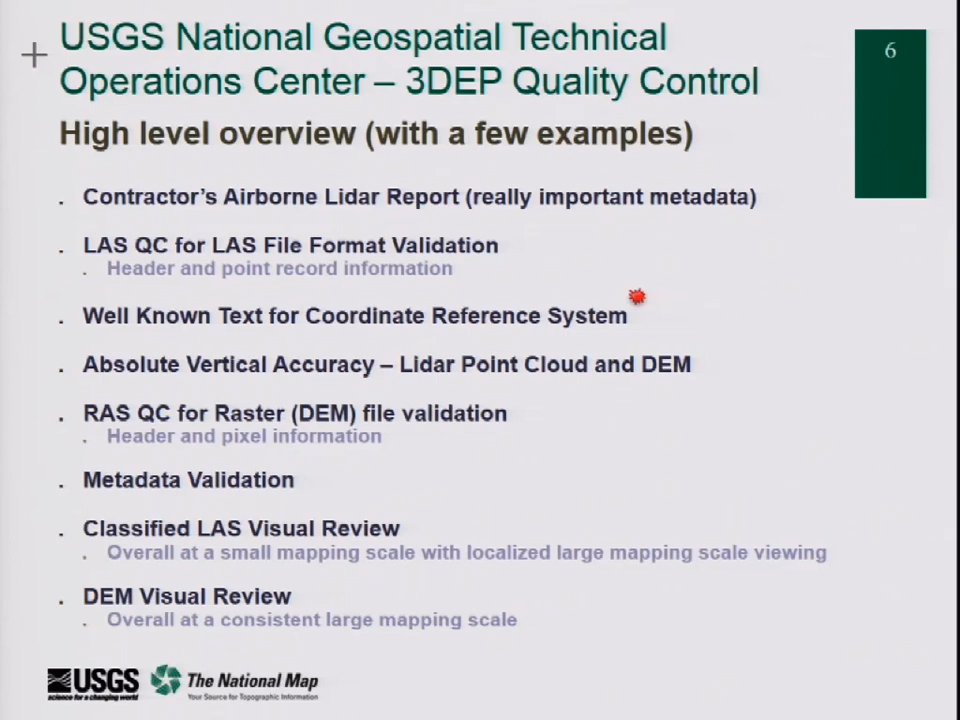 + USGS National Geospatial Technical
Operations Center – 3DEP Quality Control
6
High level overview (with a few examples)
. Contractor's Airborne Lidar Report (really important metadata)
. LAS QC for LAS File Format Validation
. Header and point record information
. Well Known Text for Coordinate Reference System
. Absolute Vertical Accuracy – Lidar Point Cloud and DEM
. RAS QC for Raster (DEM) file validation
. Header and pixel information
. Metadata Validation
. Classified LAS Visual Review
. Overall at a small mapping scale with localized large mapping scale viewing
. DEM Visual Review
. Overall at a consistent large mapping scale
USGS
science for a changing world
The National Map
Your Source for Topographic Information